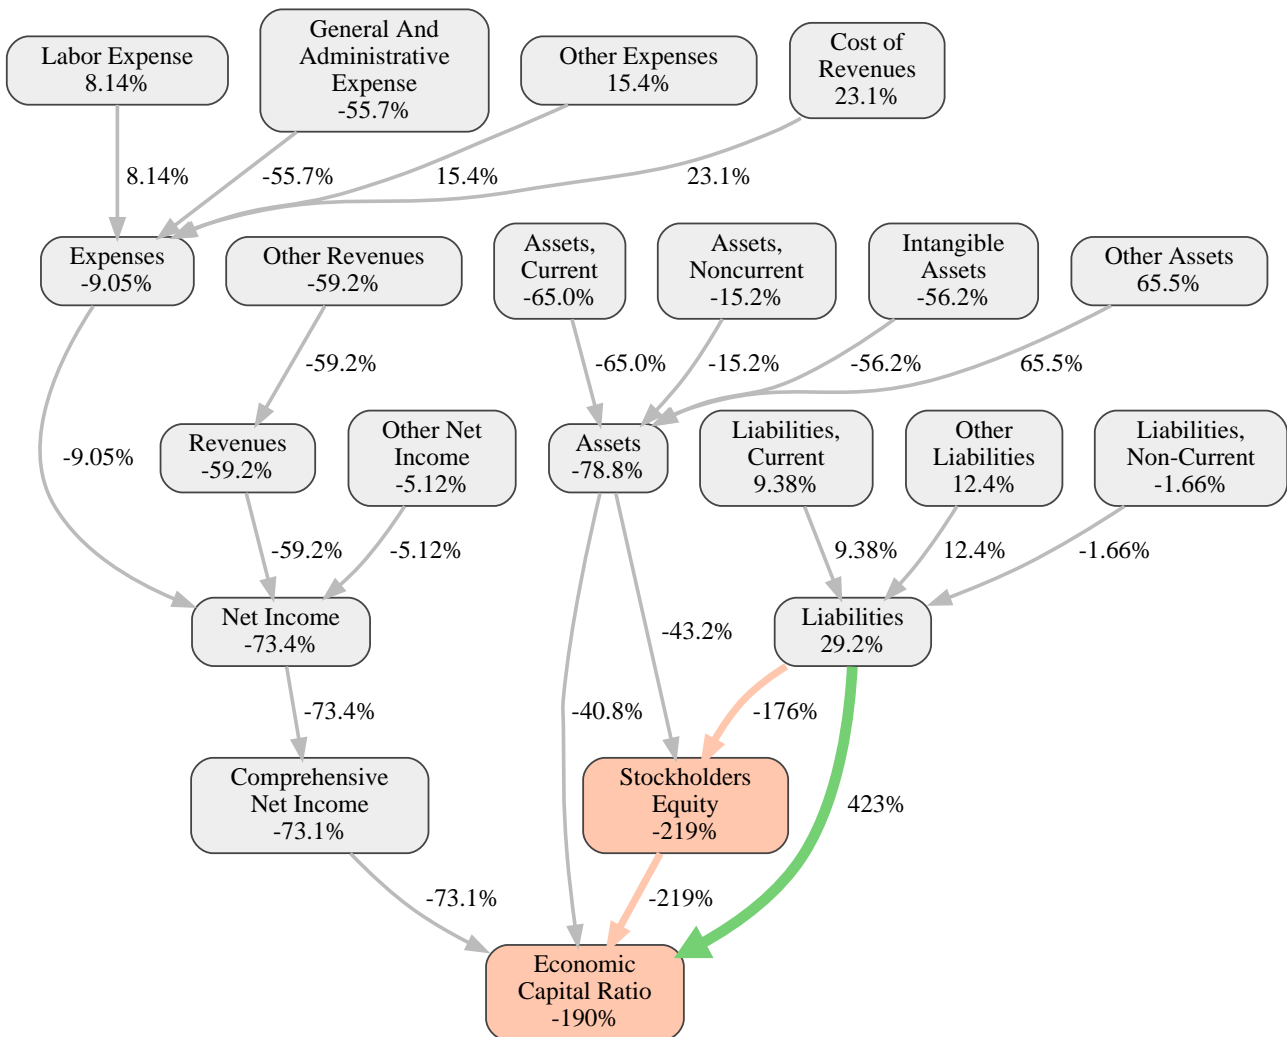 Labor Expense
8.14%
General And
Administrative
Expense
-55.7%
Other Expenses
15.4%
Cost of
Revenues
23.1%
8.14%
-55.7%
15.4%
23.1%
Expenses
-9.05%
Other Revenues
-59.2%
Assets,
Current
-65.0%
Assets,
Noncurrent
-15.2%
Intangible
Assets
-56.2%
Other Assets
65.5%
-59.2%
-65.0%
-15.2%
-56.2%
65.5%
-9.05%
Revenues
-59.2%
Other Net
Income
-5.12%
Assets
-78.8%
Liabilities,
Current
9.38%
Other
Liabilities
12.4%
Liabilities,
Non-Current
-1.66%
-59.2%
-5.12%
9.38%
12.4%
-1.66%
Net Income
-73.4%
-43.2%
Liabilities
29.2%
-73.4%
-40.8%
-176%
Comprehensive
Net Income
-73.1%
Stockholders
Equity
-219%
423%
-73.1%
-219%
Economic
Capital Ratio
-190%